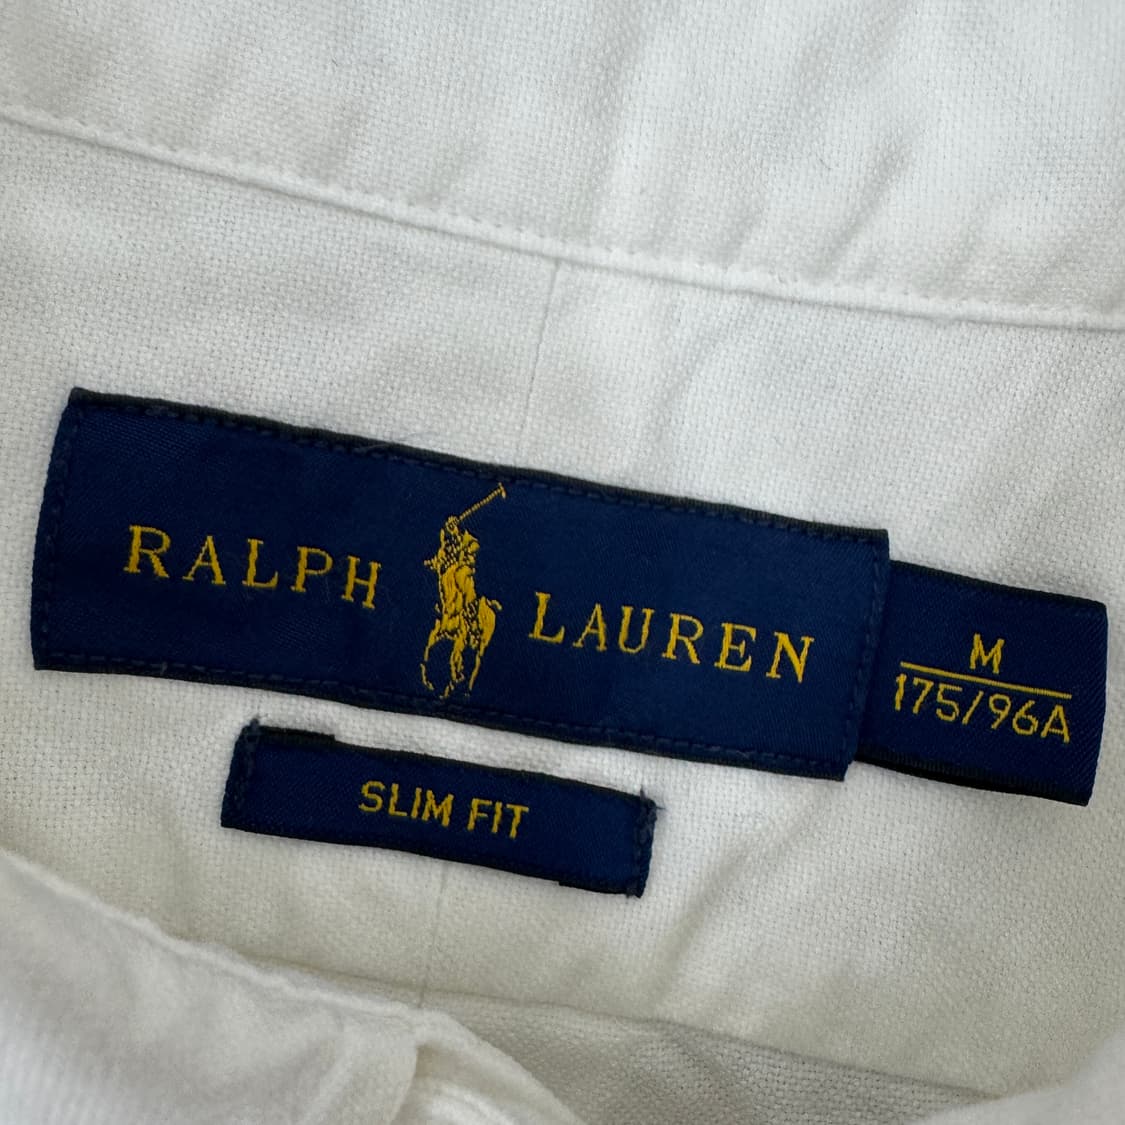 RALPH LAUREN
M
175/96A
SLIM FIT